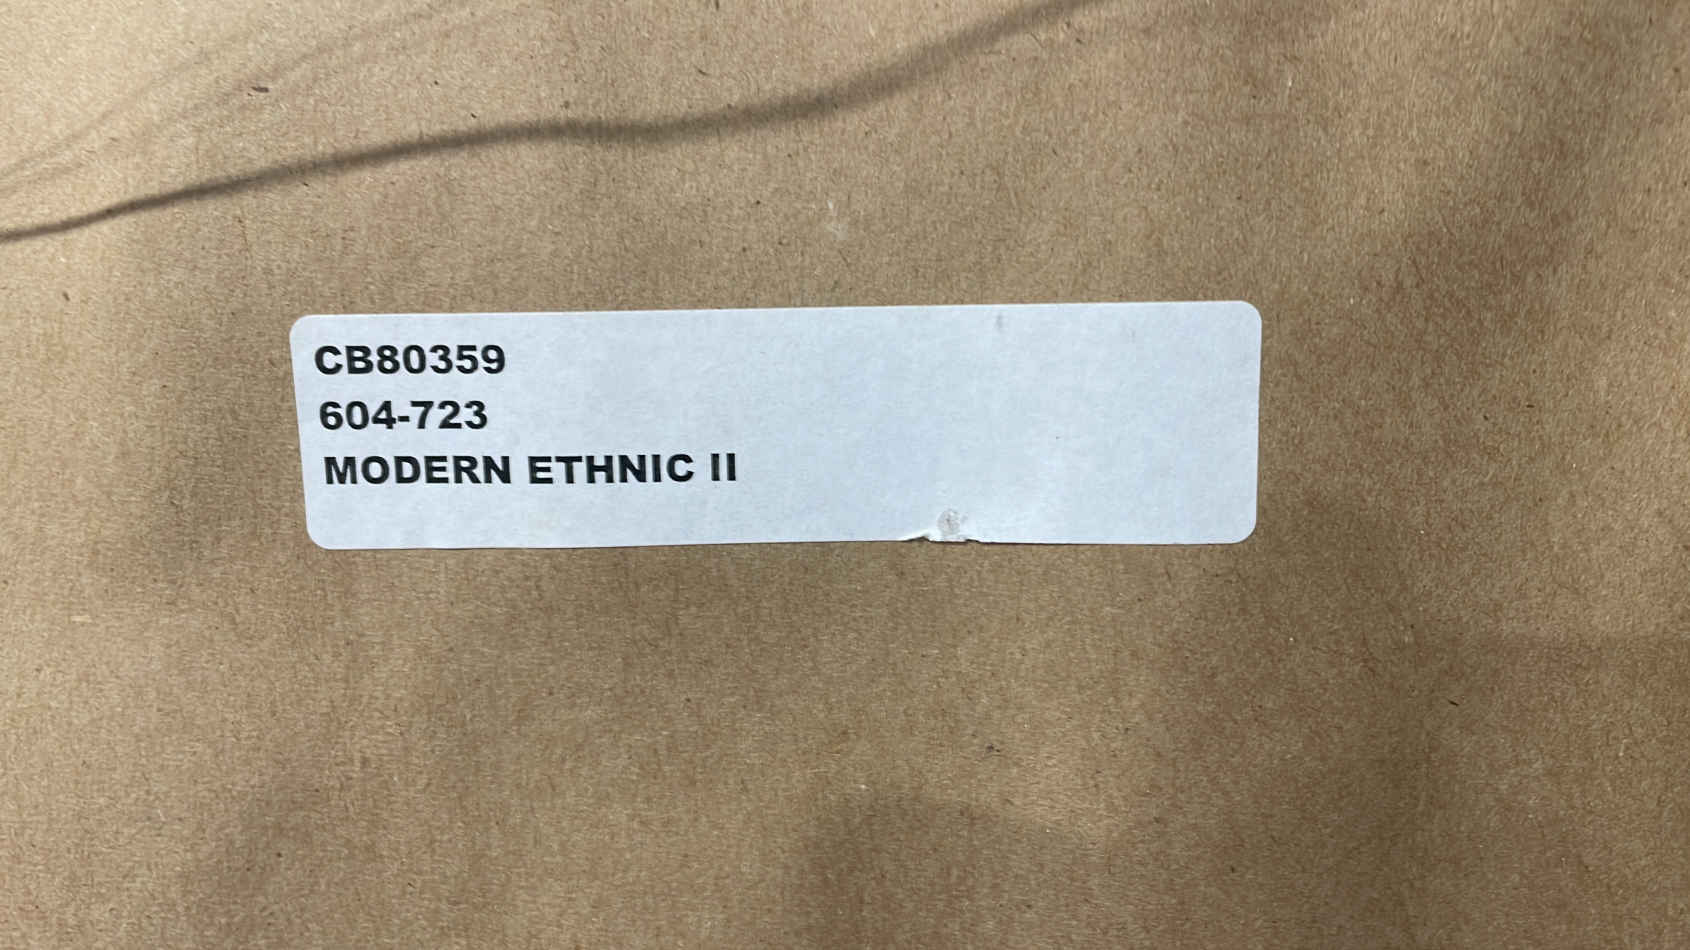 CB80359
604-723
MODERN ETHNIC II